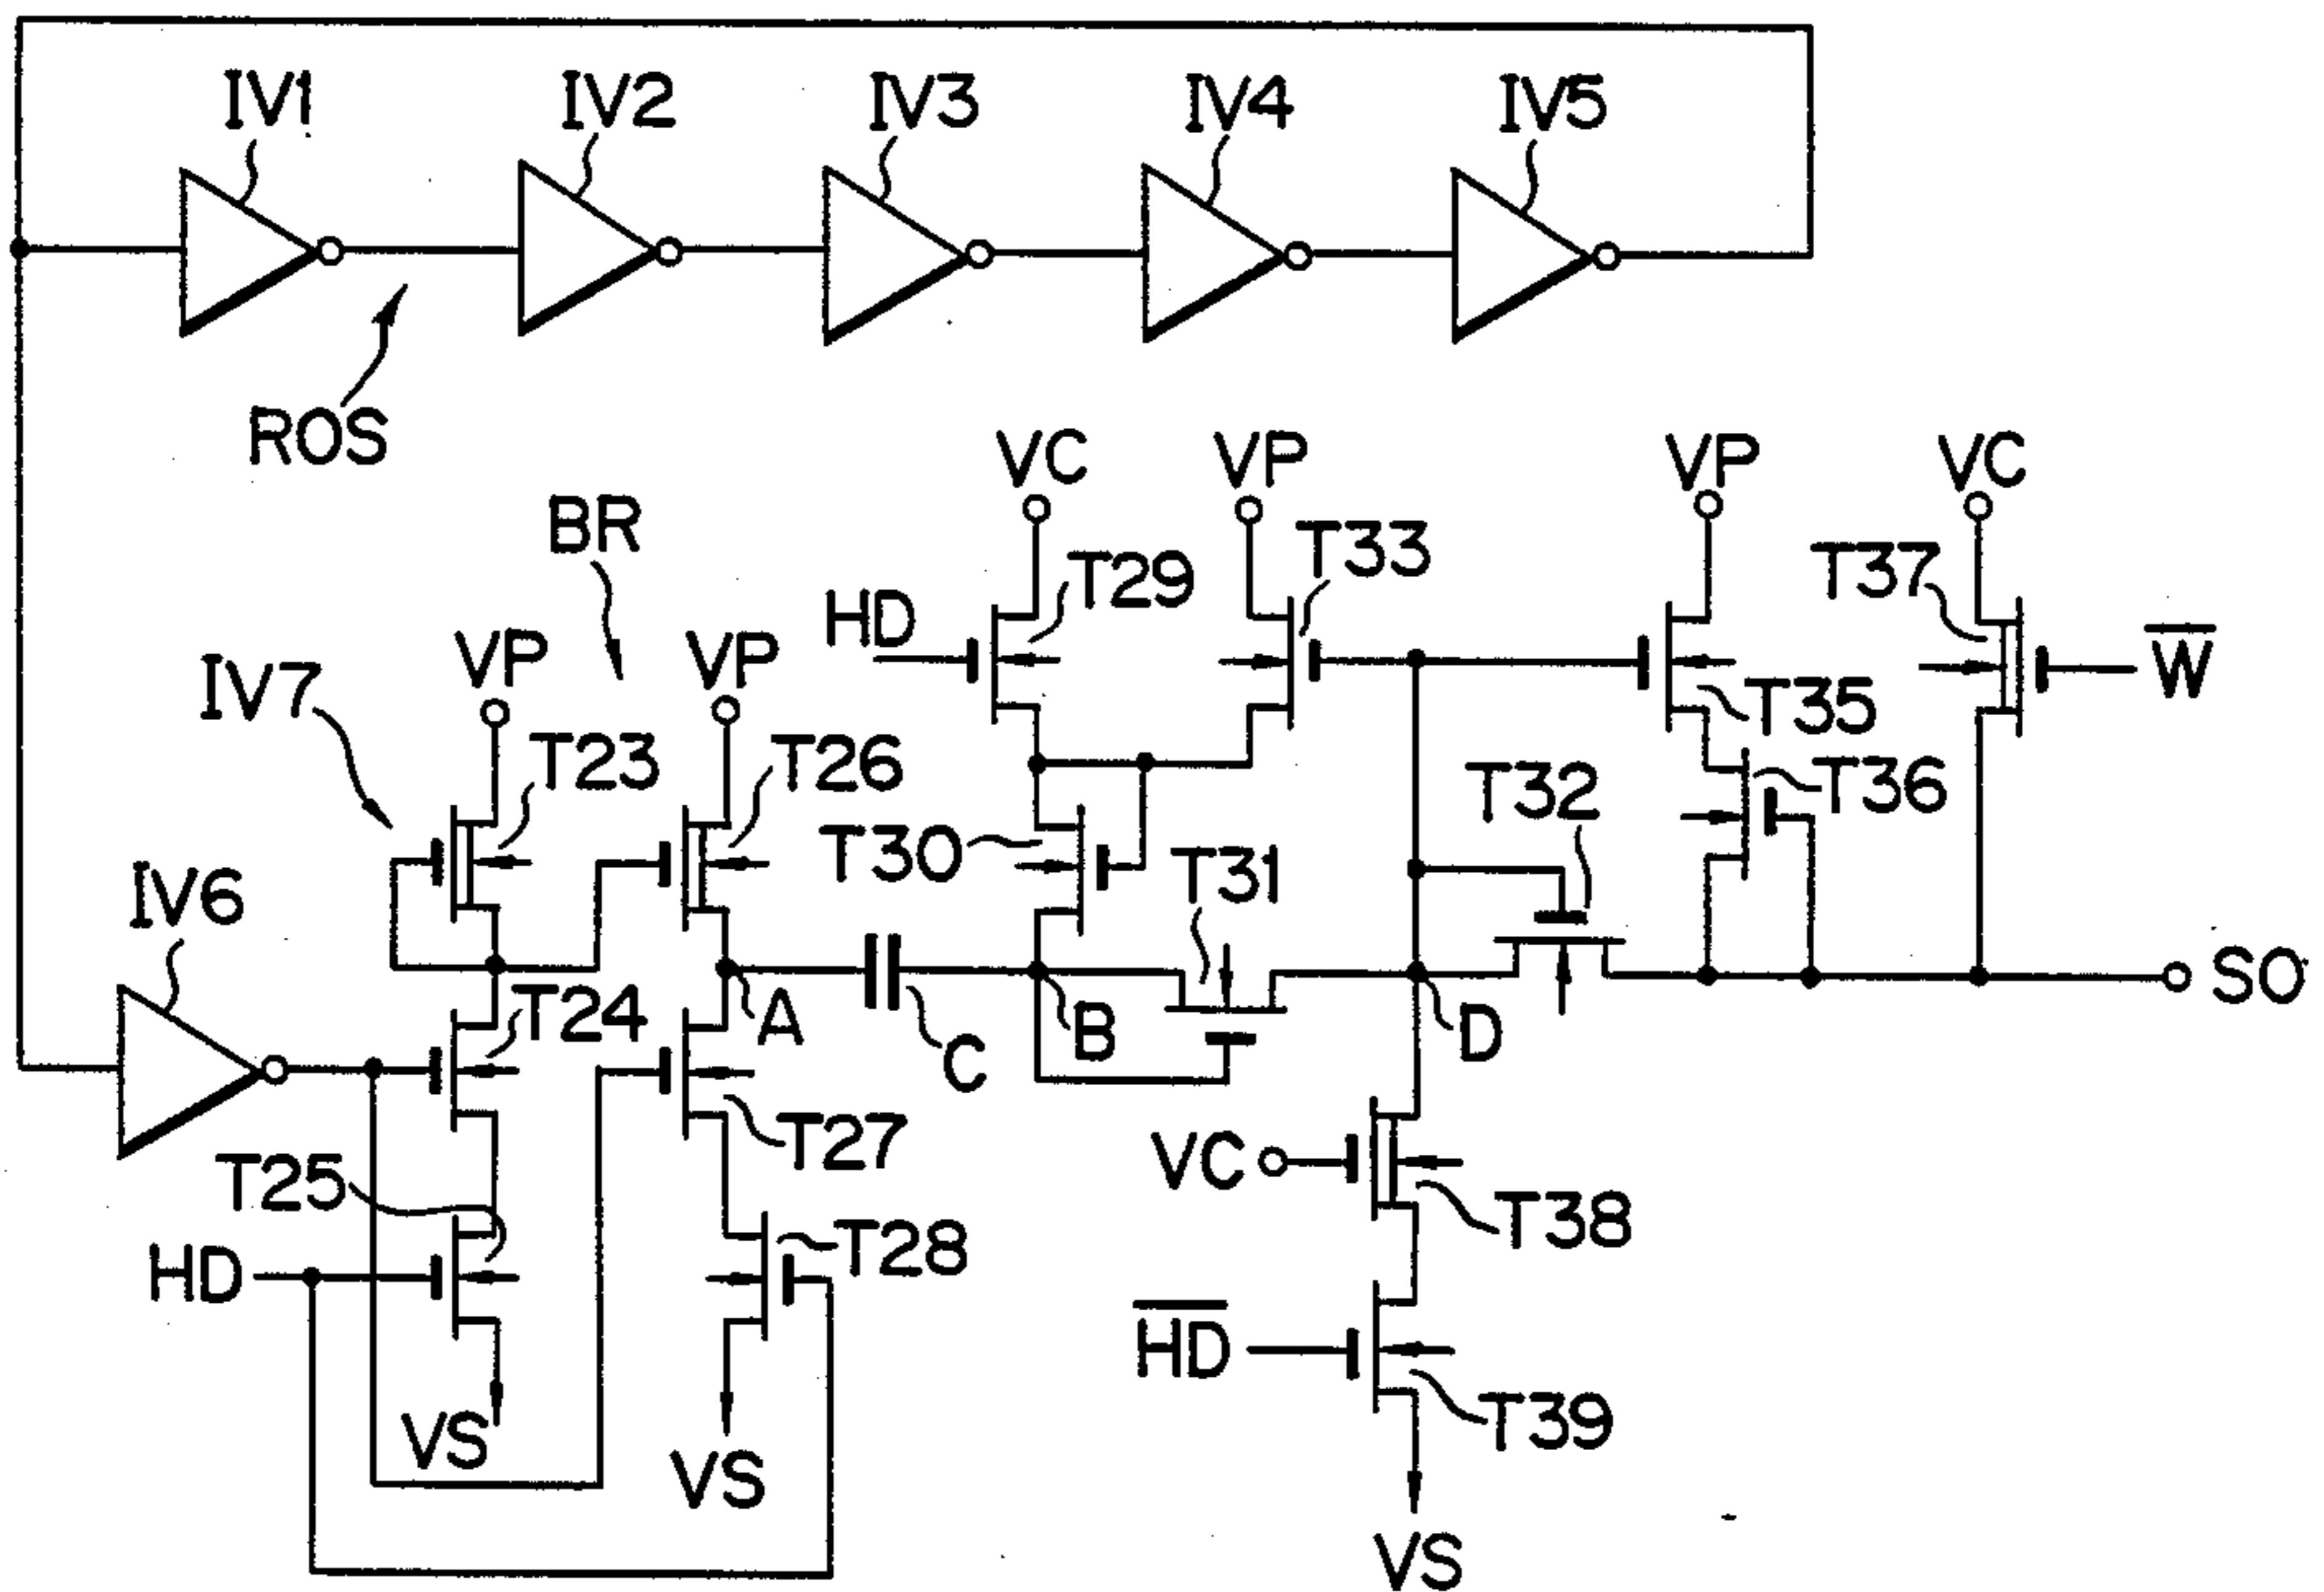 IV1 IV2 IV3 IV4 IV5
ROS
VC VP VP VC
BR
HD T29 T33 T37 W̅
IV7 VP VP
T23 T26 T30 T31 T32 T35 T36
IV6
T24 A C B D SO
T25 T27 VC T38
HD T28
H̅D̅ T39
VS VS VS